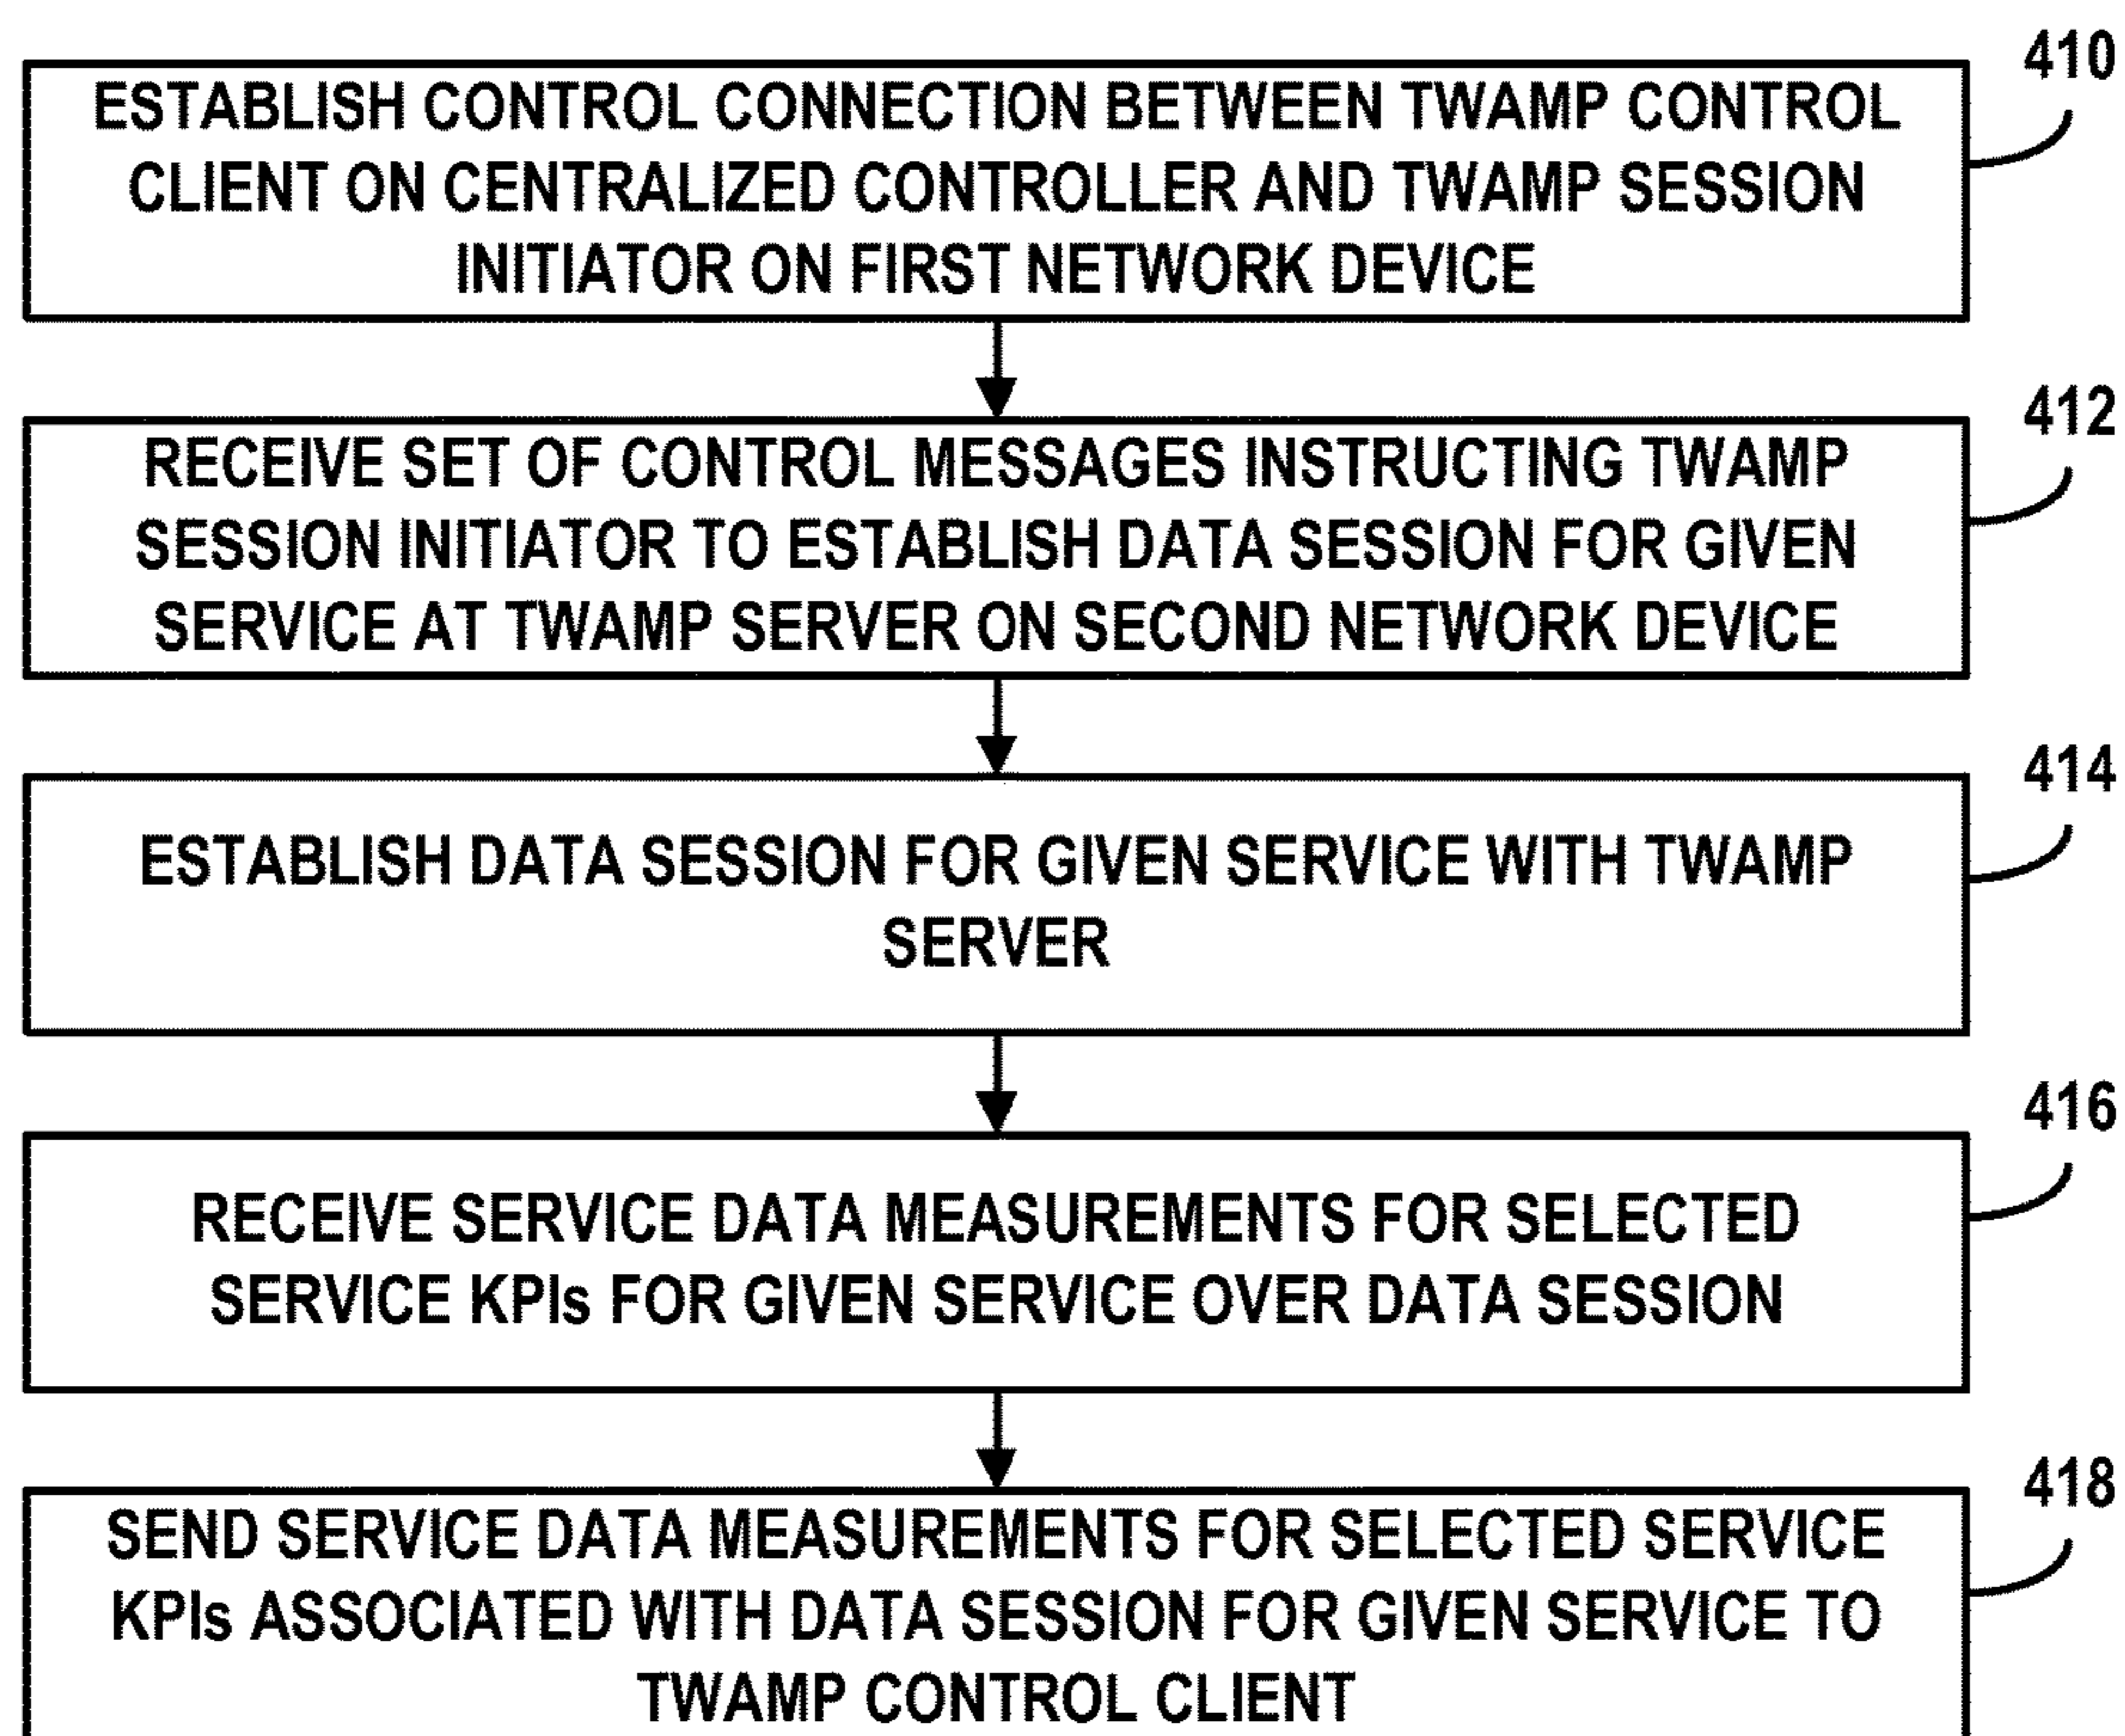 410
ESTABLISH CONTROL CONNECTION BETWEEN TWAMP CONTROL
CLIENT ON CENTRALIZED CONTROLLER AND TWAMP SESSION
INITIATOR ON FIRST NETWORK DEVICE
412
RECEIVE SET OF CONTROL MESSAGES INSTRUCTING TWAMP
SESSION INITIATOR TO ESTABLISH DATA SESSION FOR GIVEN
SERVICE AT TWAMP SERVER ON SECOND NETWORK DEVICE
414
ESTABLISH DATA SESSION FOR GIVEN SERVICE WITH TWAMP
SERVER
416
RECEIVE SERVICE DATA MEASUREMENTS FOR SELECTED
SERVICE KPIs FOR GIVEN SERVICE OVER DATA SESSION
418
SEND SERVICE DATA MEASUREMENTS FOR SELECTED SERVICE
KPIs ASSOCIATED WITH DATA SESSION FOR GIVEN SERVICE TO
TWAMP CONTROL CLIENT